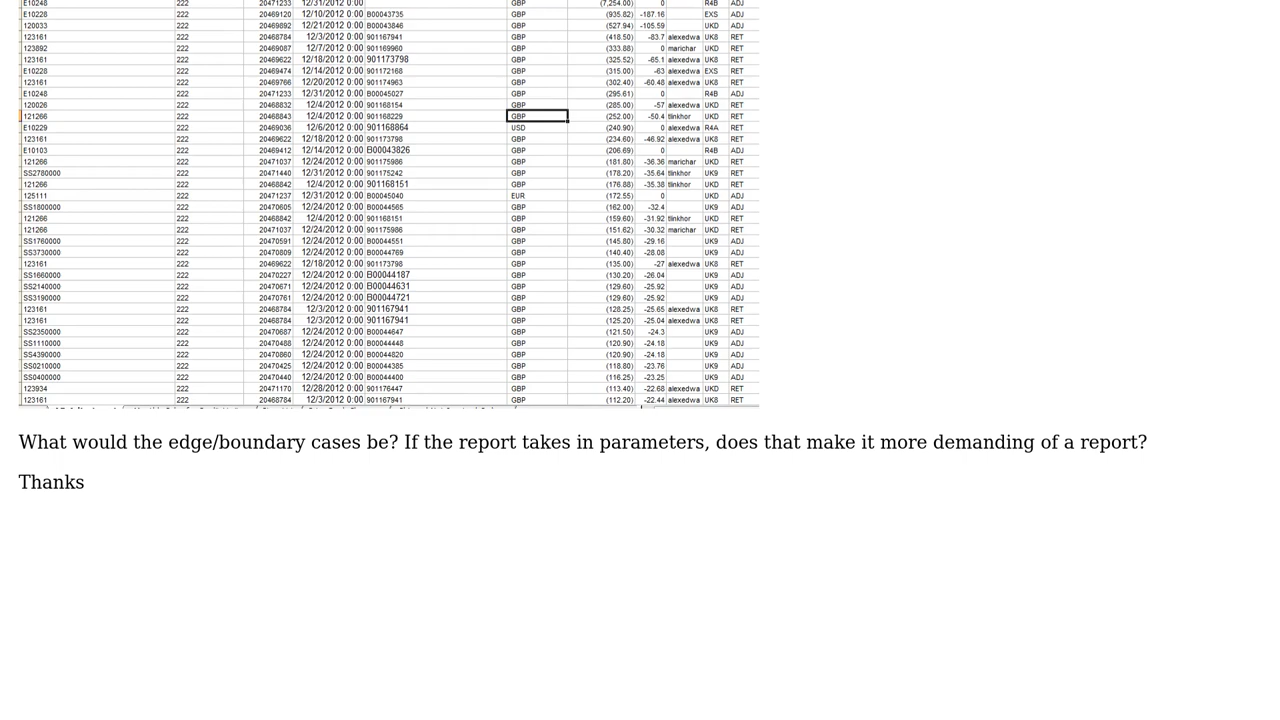 E10248 222 20471233 12/31/2012 0:00 GBP (7,254.00) 0 R4B ADJ
E10228 222 20469120 12/10/2012 0:00 B00043735 GBP (935.82) -187.16 EXS ADJ
120033 222 20469892 12/21/2012 0:00 B00043846 GBP (527.94) -105.59 UKD ADJ
123161 222 20468784 12/3/2012 0:00 901167941 GBP (418.50) -83.7 alexedwa UK8 RET
123892 222 20469087 12/7/2012 0:00 901169960 GBP (333.88) 0 marichar UKD RET
123161 222 20469622 12/18/2012 0:00 901173798 GBP (325.52) -65.1 alexedwa UK8 RET
E10228 222 20469474 12/14/2012 0:00 901172168 GBP (315.00) -63 alexedwa EXS RET
123161 222 20469766 12/20/2012 0:00 901174963 GBP (302.40) -60.48 alexedwa UK8 RET
E10248 222 20471233 12/31/2012 0:00 B00045027 GBP (295.61) 0 R4B ADJ
120026 222 20468832 12/4/2012 0:00 901168154 GBP (285.00) -57 alexedwa UKD RET
121266 222 20468843 12/4/2012 0:00 901168229 GBP (252.00) -50.4 tlinkhor UKD RET
E10229 222 20469036 12/6/2012 0:00 901168864 USD (240.90) 0 alexedwa R4A RET
123161 222 20469622 12/18/2012 0:00 901173798 GBP (234.60) -46.92 alexedwa UK8 RET
E10103 222 20469412 12/14/2012 0:00 B00043826 GBP (206.69) 0 R4B ADJ
121266 222 20471037 12/24/2012 0:00 901175986 GBP (181.80) -36.36 marichar UKD RET
SS2780000 222 20471440 12/31/2012 0:00 901175242 GBP (178.20) -35.64 tlinkhor UK9 RET
121266 222 20468842 12/4/2012 0:00 901168151 GBP (176.88) -35.38 tlinkhor UKD RET
125111 222 20471237 12/31/2012 0:00 B00045040 EUR (172.55) 0 UKD ADJ
SS1800000 222 20470605 12/24/2012 0:00 B00044565 GBP (162.00) -32.4 UK9 ADJ
121266 222 20468842 12/4/2012 0:00 901168151 GBP (159.60) -31.92 tlinkhor UKD RET
121266 222 20471037 12/24/2012 0:00 901175986 GBP (151.62) -30.32 marichar UKD RET
SS1760000 222 20470591 12/24/2012 0:00 B00044551 GBP (145.80) -29.16 UK9 ADJ
SS3730000 222 20470809 12/24/2012 0:00 B00044769 GBP (140.40) -28.08 UK9 ADJ
123161 222 20469622 12/18/2012 0:00 901173798 GBP (135.00) -27 alexedwa UK8 RET
SS1660000 222 20470227 12/24/2012 0:00 B00044187 GBP (130.20) -26.04 UK9 ADJ
SS2140000 222 20470671 12/24/2012 0:00 B00044631 GBP (129.60) -25.92 UK9 ADJ
SS3190000 222 20470761 12/24/2012 0:00 B00044721 GBP (129.60) -25.92 UK9 ADJ
123161 222 20468784 12/3/2012 0:00 901167941 GBP (128.25) -25.65 alexedwa UK8 RET
123161 222 20468784 12/3/2012 0:00 901167941 GBP (125.20) -25.04 alexedwa UK8 RET
SS2350000 222 20470687 12/24/2012 0:00 B00044647 GBP (121.50) -24.3 UK9 ADJ
SS1110000 222 20470488 12/24/2012 0:00 B00044448 GBP (120.90) -24.18 UK9 ADJ
SS4390000 222 20470860 12/24/2012 0:00 B00044820 GBP (120.90) -24.18 UK9 ADJ
SS0210000 222 20470425 12/24/2012 0:00 B00044385 GBP (118.80) -23.76 UK9 ADJ
SS0400000 222 20470440 12/24/2012 0:00 B00044400 GBP (116.25) -23.25 UK9 ADJ
123934 222 20471170 12/28/2012 0:00 901176447 GBP (113.40) -22.68 alexedwa UKD RET
123161 222 20468784 12/3/2012 0:00 901167941 GBP (112.20) -22.44 alexedwa UK8 RET
What would the edge/boundary cases be? If the report takes in parameters, does that make it more demanding of a report?
Thanks